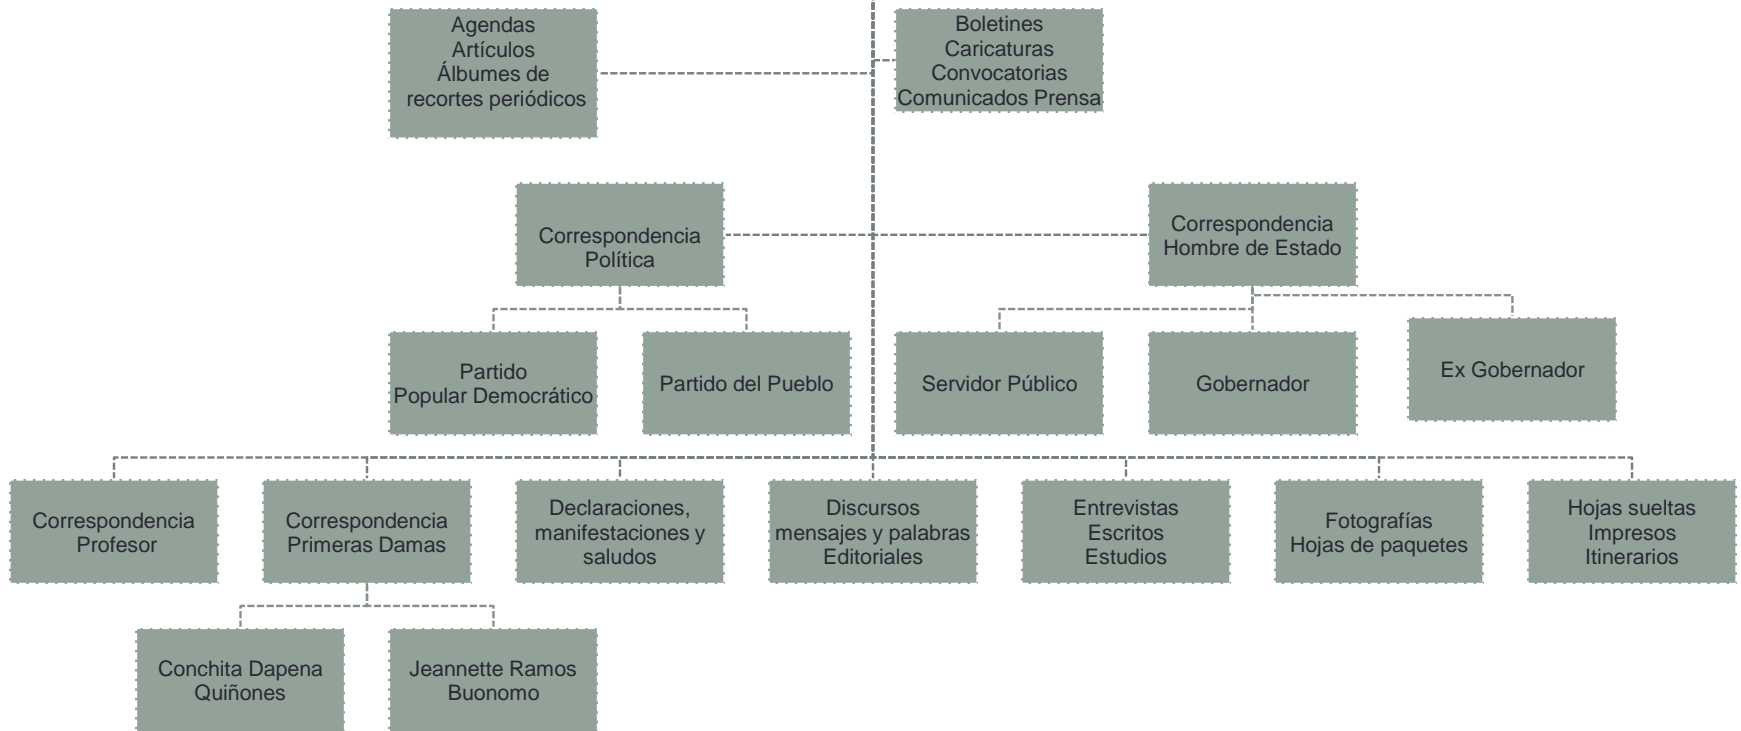 Agendas
Artículos
Álbumes de
recortes periódicos
Boletines
Caricaturas
Convocatorias
Comunicados Prensa
Correspondencia
Política
Correspondencia
Hombre de Estado
Partido
Popular Democrático
Partido del Pueblo
Servidor Público
Gobernador
Ex Gobernador
Correspondencia
Profesor
Correspondencia
Primeras Damas
Declaraciones,
manifestaciones y
saludos
Discursos
mensajes y palabras
Editoriales
Entrevistas
Escritos
Estudios
Fotografías
Hojas de paquetes
Hojas sueltas
Impresos
Itinerarios
Conchita Dapena
Quiñones
Jeannette Ramos
Buonomo